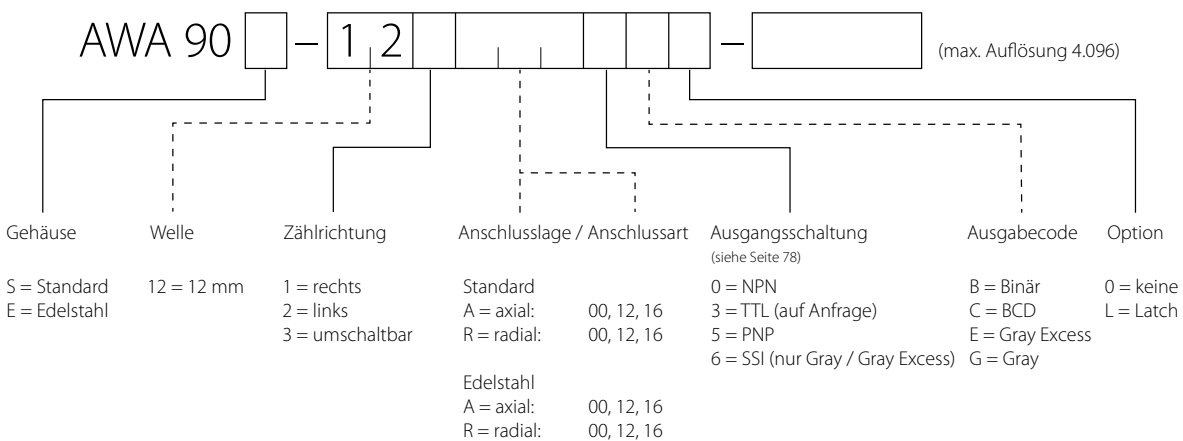 AWA 90 – 1 2 – (max. Auflösung 4.096)
Gehäuse Welle Zählrichtung Anschlusslage / Anschlussart Ausgangsschaltung Ausgabecode Option
(siehe Seite 78)
S = Standard 12 = 12 mm 1 = rechts Standard 0 = NPN B = Binär 0 = keine
E = Edelstahl 2 = links A = axial: 00, 12, 16 3 = TTL (auf Anfrage) C = BCD L = Latch
3 = umschaltbar R = radial: 00, 12, 16 5 = PNP E = Gray Excess
6 = SSI (nur Gray / Gray Excess) G = Gray
Edelstahl
A = axial: 00, 12, 16
R = radial: 00, 12, 16